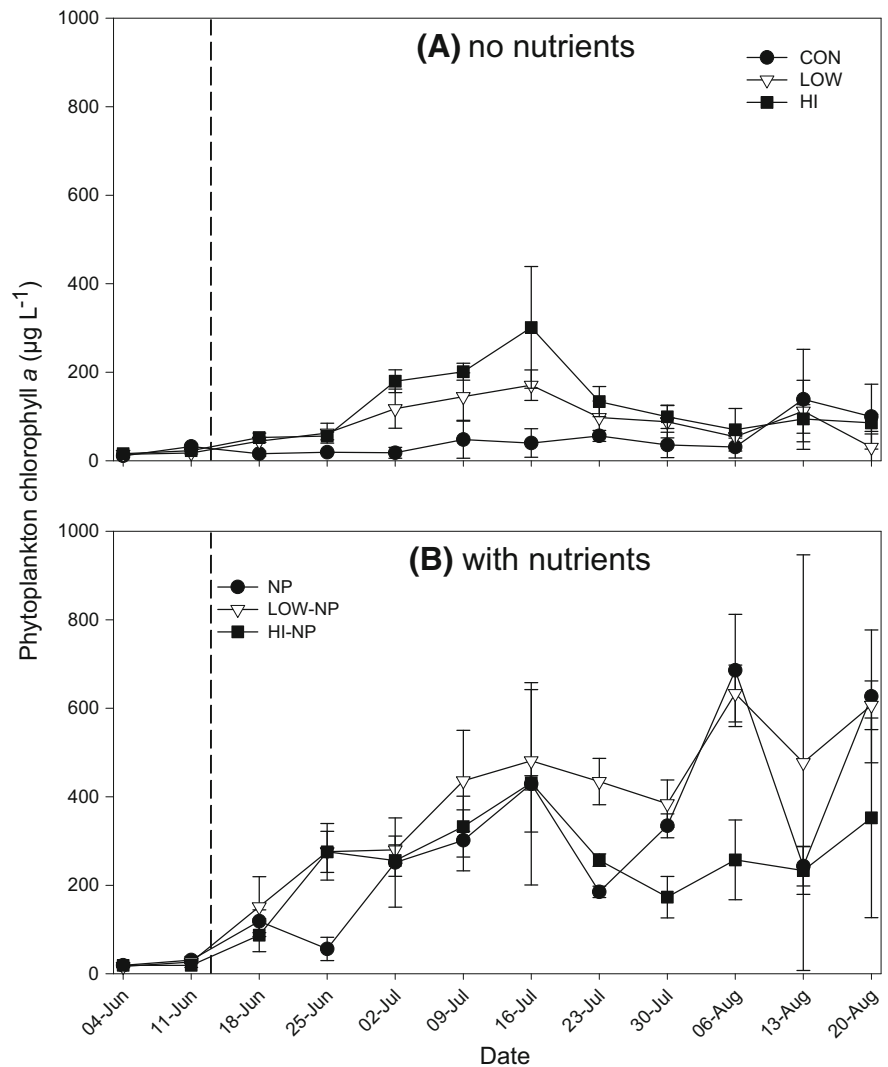 Phytoplankton chlorophyll a (µg L-1)
1000
800
600
400
200
0
(A) no nutrients
CON
LOW
HI
1000
800
600
400
200
0
(B) with nutrients
NP
LOW-NP
HI-NP
04-Jun
11-Jun
18-Jun
25-Jun
02-Jul
09-Jul
16-Jul
23-Jul
30-Jul
06-Aug
13-Aug
20-Aug
Date